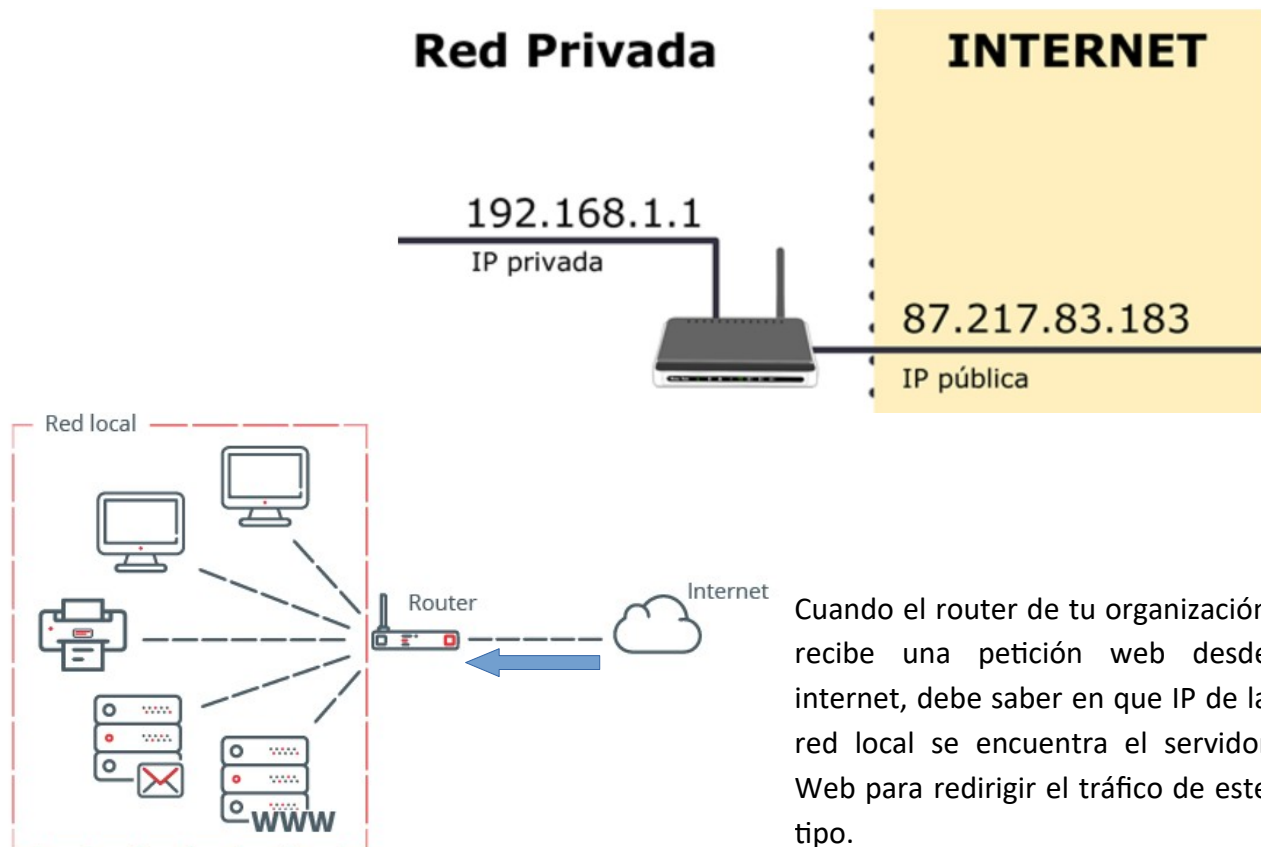 Red Privada
INTERNET
192.168.1.1
IP privada
87.217.83.183
IP pública
Red local
Router
Internet
WWW
Cuando el router de tu organización
recibe una petición web desde
internet, debe saber en que IP de la
red local se encuentra el servidor
Web para redirigir el tráfico de este
tipo.